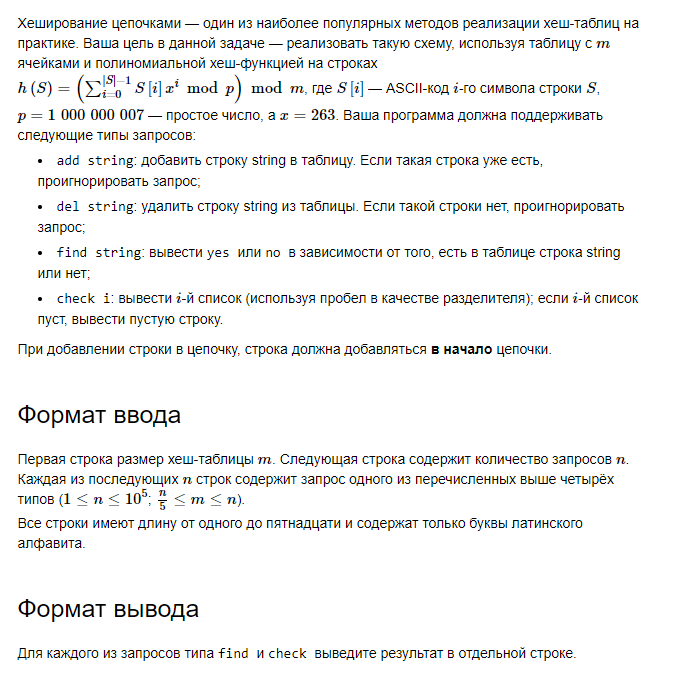 Хеширование цепочками — один из наиболее популярных методов реализации хеш-таблиц на
практике. Ваша цель в данной задаче — реализовать такую схему, используя таблицу с m
ячейками и полиномиальной хеш-функцией на строках
h (S) = (∑_{i=0}^{|S|−1} S [i] x^i mod p) mod m, где S [i] — ASCII-код i-го символа строки S,
p = 1 000 000 007 — простое число, а x = 263. Ваша программа должна поддерживать
следующие типы запросов:
• add string: добавить строку string в таблицу. Если такая строка уже есть,
проигнорировать запрос;
• del string: удалить строку string из таблицы. Если такой строки нет, проигнорировать
запрос;
• find string: вывести yes или no в зависимости от того, есть в таблице строка string
или нет;
• check i: вывести i-й список (используя пробел в качестве разделителя); если i-й список
пуст, вывести пустую строку.
При добавлении строки в цепочку, строка должна добавляться в начало цепочки.
Формат ввода
Первая строка размер хеш-таблицы m. Следующая строка содержит количество запросов n.
Каждая из последующих n строк содержит запрос одного из перечисленных выше четырёх
типов (1 ≤ n ≤ 10^5; n/5 ≤ m ≤ n).
Все строки имеют длину от одного до пятнадцати и содержат только буквы латинского
алфавита.
Формат вывода
Для каждого из запросов типа find и check выведите результат в отдельной строке.